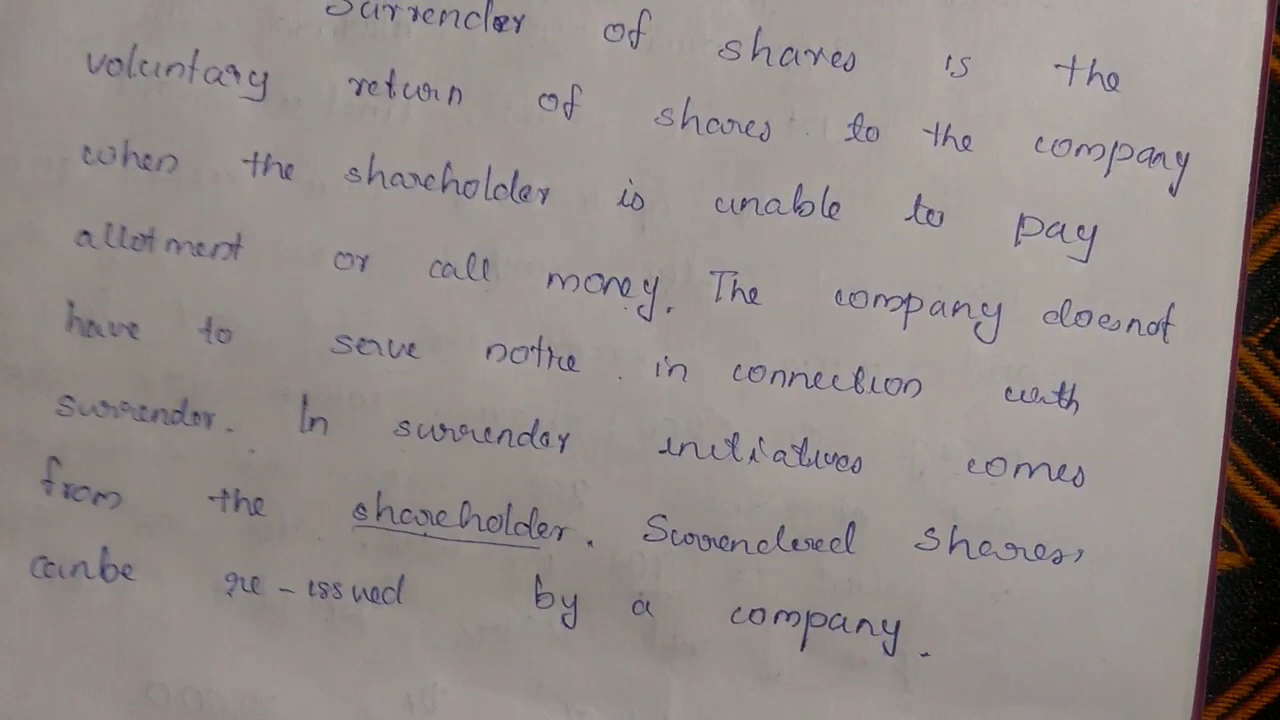 Surrender of shares is the
voluntary return of shares to the company
when the shareholder is unable to pay
allotment or call money. The company doesnot
have to serve notice in connection with
surrender. In surrender initiatives comes
from the shareholder. Surrendered shares,
canbe re-issued by a company.